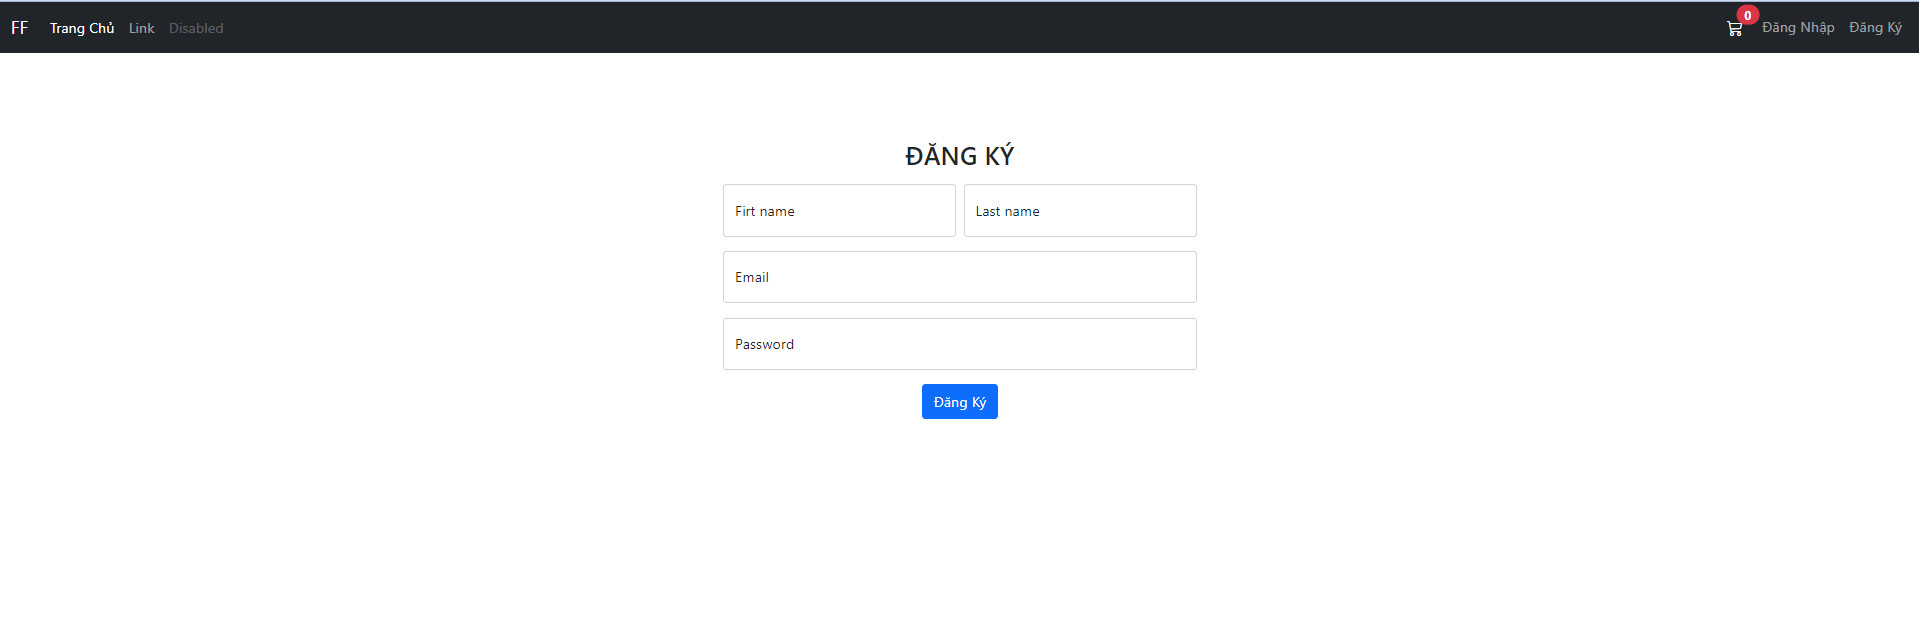 FF Trang Chủ Link Disabled 0 Đăng Nhập Đăng Ký
ĐĂNG KÝ
Firt name Last name
Email
Password
Đăng Ký